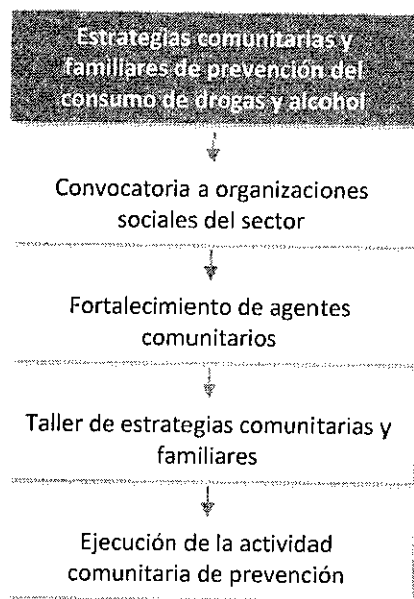 Estrategias comunitarias y
familiares de prevención del
consumo de drogas y alcohol
Convocatoria a organizaciones
sociales del sector
Fortalecimiento de agentes
comunitarios
Taller de estrategias comunitarias y
familiares
Ejecución de la actividad
comunitaria de prevención